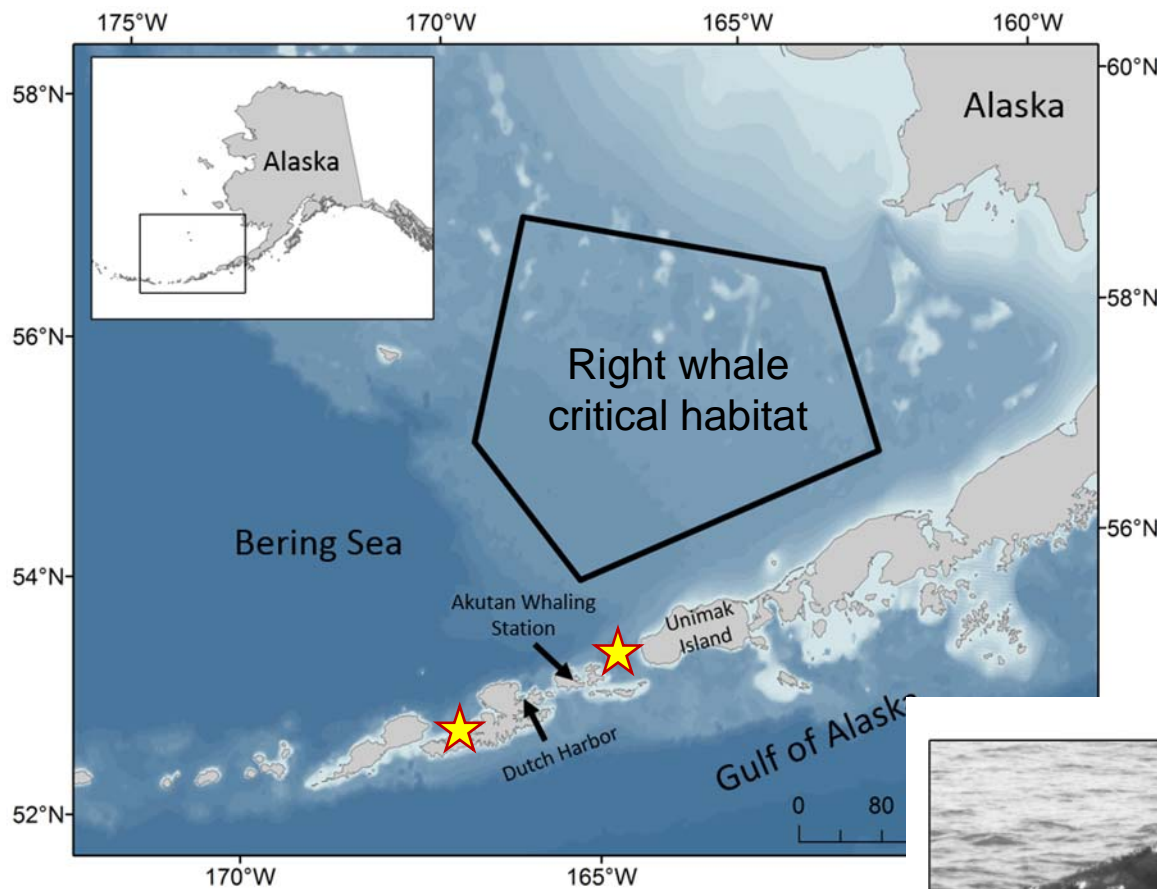 175°W 170°W 165°W 160°W
58°N
60°N
Alaska
Alaska
58°N
56°N
Right whale
critical habitat
Bering Sea
56°N
54°N
Akutan Whaling
Station
Unimak
Island
Dutch Harbor
Gulf of Alaska
52°N
0 80
170°W 165°W